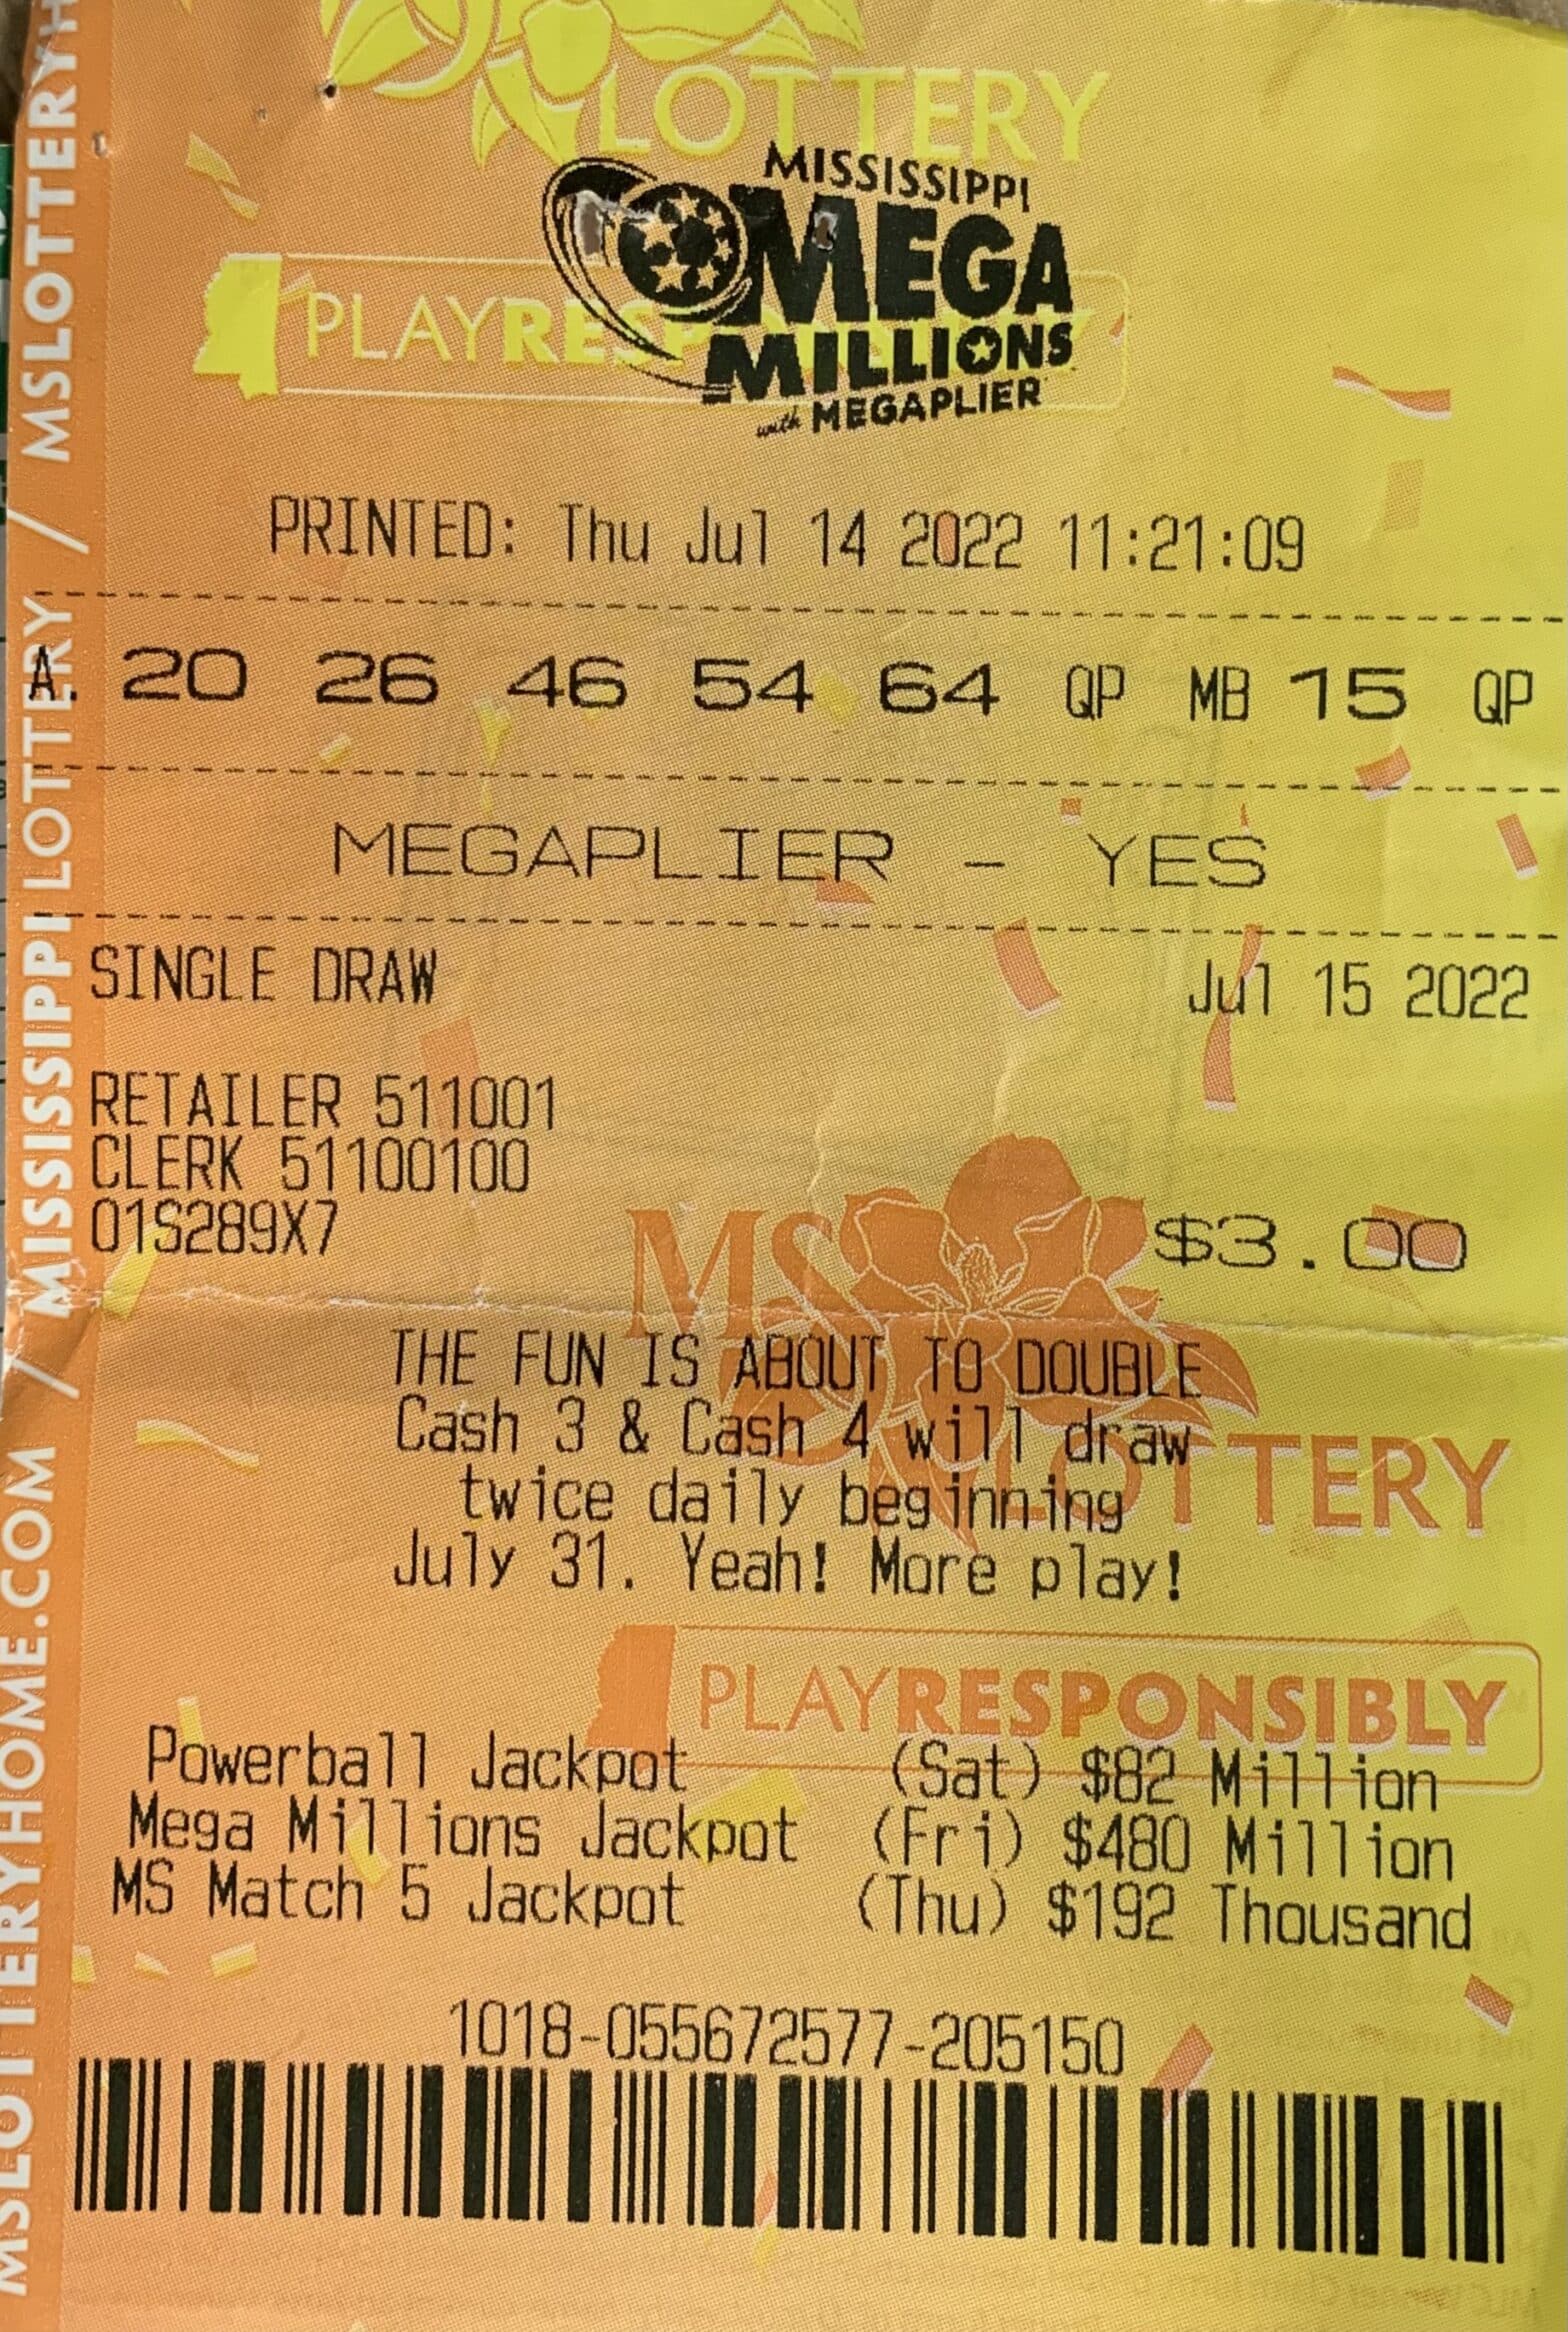 LOTTERY
MISSISSIPPI
MEGA
MILLIONS
with MEGAPLIER
PLAYRESP
PRINTED: Thu Jul 14 2022 11:21:09
A. 20 26 46 54 64 QP MB 15 QP
MEGAPLIER - YES
SINGLE DRAW Jul 15 2022
RETAILER 511001
CLERK 51100100
01S289X7
$3.00
MS
LOTTERY
THE FUN IS ABOUT TO DOUBLE
Cash 3 & Cash 4 will draw
twice daily beginning
July 31. Yeah! More play!
PLAYRESPONSIBLY
Powerball Jackpot (Sat) $82 Million
Mega Millions Jackpot (Fri) $480 Million
MS Match 5 Jackpot (Thu) $192 Thousand
1018-055672577-205150
MSLOTTERYHOME.COM / MISSISSIPPI LOTTERY / MSLOTTERYH